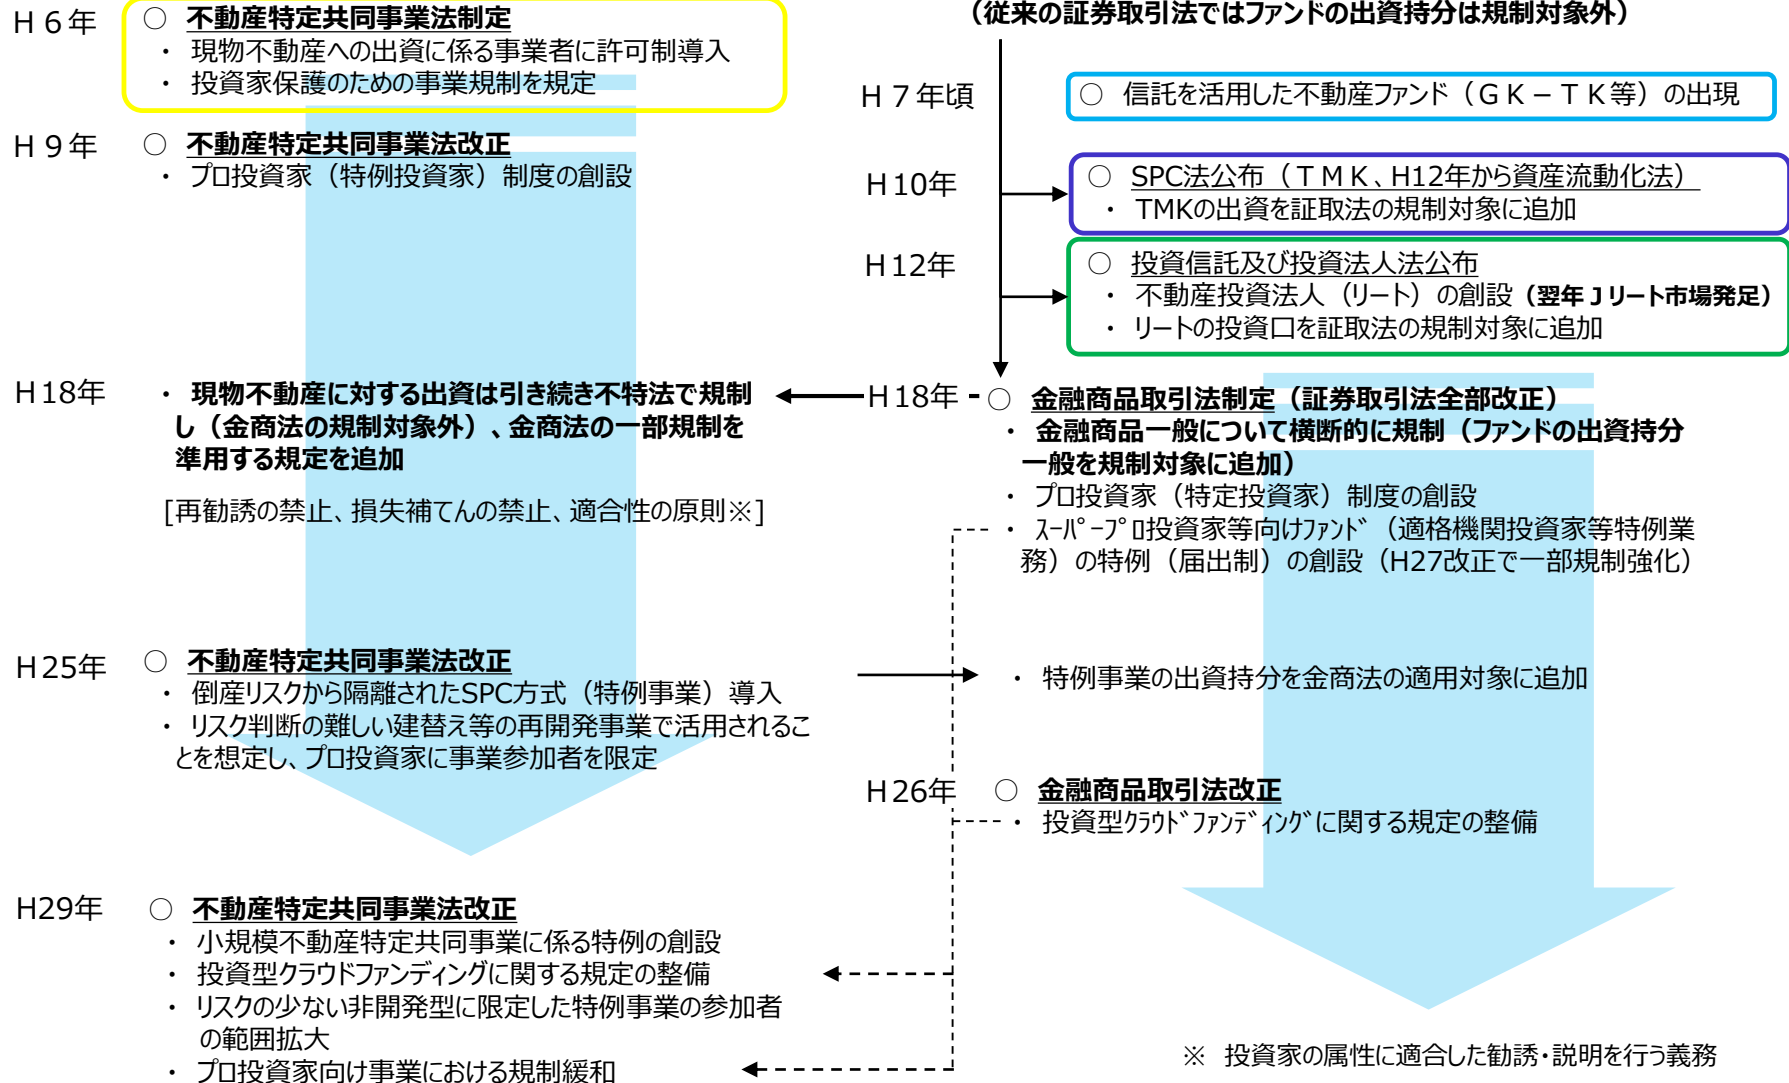 H６年
○ 不動産特定共同事業法制定
・ 現物不動産への出資に係る事業者に許可制導入
・ 投資家保護のための事業規制を規定
H９年
○ 不動産特定共同事業法改正
・ プロ投資家（特例投資家）制度の創設
H18年
・ 現物不動産に対する出資は引き続き不特法で規制
し（金商法の規制対象外）、金商法の一部規制を
準用する規定を追加
[再勧誘の禁止、損失補てんの禁止、適合性の原則※]
H25年
○ 不動産特定共同事業法改正
・ 倒産リスクから隔離されたSPC方式（特例事業）導入
・ リスク判断の難しい建替え等の再開発事業で活用されるこ
とを想定し、プロ投資家に事業参加者を限定
H29年
○ 不動産特定共同事業法改正
・ 小規模不動産特定共同事業に係る特例の創設
・ 投資型クラウドファンディングに関する規定の整備
・ リスクの少ない非開発型に限定した特例事業の参加者
の範囲拡大
・ プロ投資家向け事業における規制緩和
（従来の証券取引法ではファンドの出資持分は規制対象外）
H７年頃
○ 信託を活用した不動産ファンド（ＧＫ－ＴＫ等）の出現
H10年
○ SPC法公布（ＴＭＫ、H12年から資産流動化法）
・ TMKの出資を証取法の規制対象に追加
H12年
○ 投資信託及び投資法人法公布
・ 不動産投資法人（リート）の創設（翌年Ｊリート市場発足）
・ リートの投資口を証取法の規制対象に追加
H18年
○ 金融商品取引法制定（証券取引法全部改正）
・ 金融商品一般について横断的に規制（ファンドの出資持分
一般を規制対象に追加）
・ プロ投資家（特定投資家）制度の創設
・ ｽｰﾊﾟｰﾌﾟﾛ投資家等向けﾌｧﾝﾄﾞ（適格機関投資家等特例業
務）の特例（届出制）の創設（H27改正で一部規制強化）
・ 特例事業の出資持分を金商法の適用対象に追加
H26年
○ 金融商品取引法改正
・ 投資型ｸﾗｳﾄﾞﾌｧﾝﾃﾞｨﾝｸﾞに関する規定の整備
※ 投資家の属性に適合した勧誘・説明を行う義務